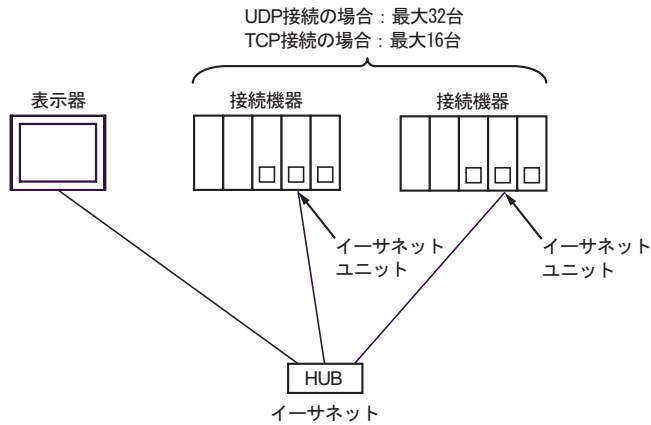 UDP接続の場合：最大32台
TCP接続の場合：最大16台
表示器
接続機器
接続機器
イーサネット
ユニット
イーサネット
ユニット
HUB
イーサネット